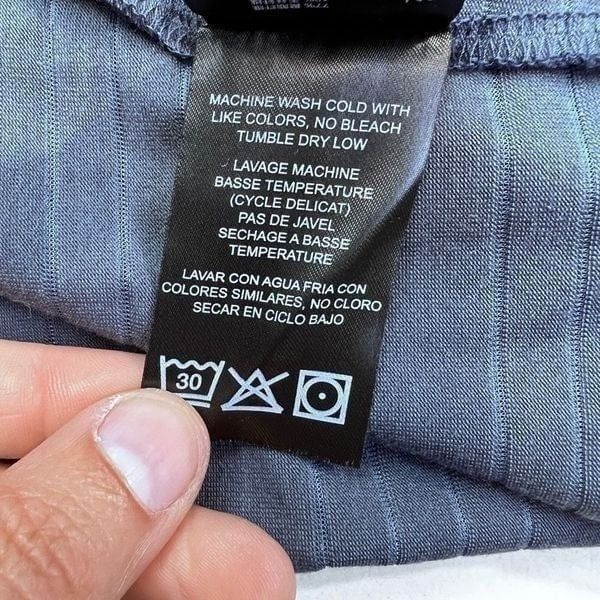 MACHINE WASH COLD WITH
LIKE COLORS, NO BLEACH
TUMBLE DRY LOW
LAVAGE MACHINE
BASSE TEMPERATURE
(CYCLE DELICAT)
PAS DE JAVEL
SECHAGE A BASSE
TEMPERATURE
LAVAR CON AGUA FRIA CON
COLORES SIMILARES, NO CLORO
SECAR EN CICLO BAJO
30